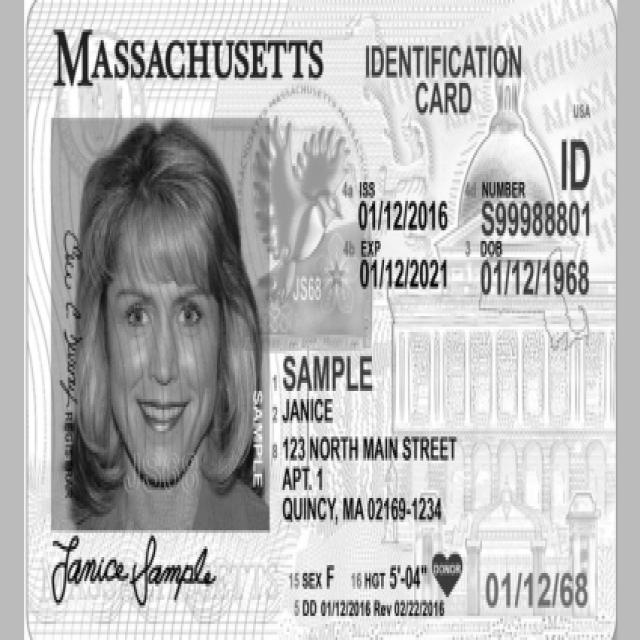 MASSACHUSETTS
IDENTIFICATION
CARD
USA
ID
4a ISS
01/12/2016
4d NUMBER
S99988801
4b EXP
01/12/2021
3 DOB
01/12/1968
JS68
SAMPLE
1 SAMPLE
2 JANICE
8 123 NORTH MAIN STREET
APT. 1
QUINCY, MA 02169-1234
Janice Sample
15 SEX F 16 HGT 5'-04"
DONOR
01/12/68
5 DD 01/12/2016 Rev 02/22/2016